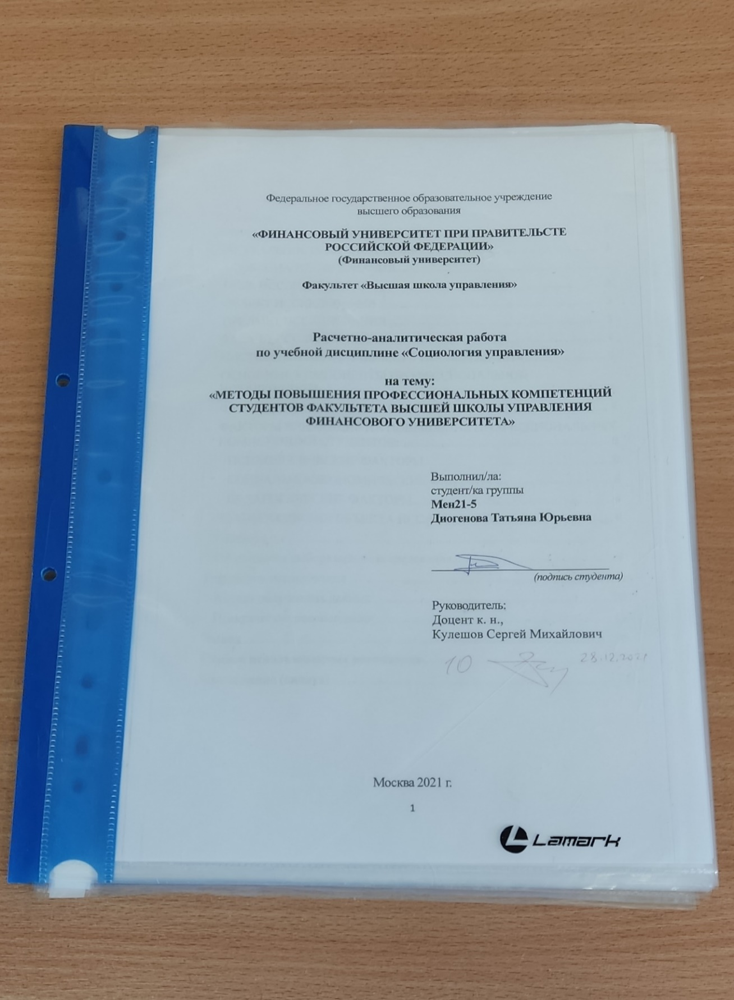 Федеральное государственное образовательное учреждение
высшего образования
«ФИНАНСОВЫЙ УНИВЕРСИТЕТ ПРИ ПРАВИТЕЛЬСТЕ
РОССИЙСКОЙ ФЕДЕРАЦИИ»
(Финансовый университет)
Факультет «Высшая школа управления»
Расчетно-аналитическая работа
по учебной дисциплине «Социология управления»
на тему:
«МЕТОДЫ ПОВЫШЕНИЯ ПРОФЕССИОНАЛЬНЫХ КОМПЕТЕНЦИЙ
СТУДЕНТОВ ФАКУЛЬТЕТА ВЫСШЕЙ ШКОЛЫ УПРАВЛЕНИЯ
ФИНАНСОВОГО УНИВЕРСИТЕТА»
Выполнил/ла:
студент/ка группы
Мен21-5
Диогенова Татьяна Юрьевна
(подпись студента)
Руководитель:
Доцент к. н.,
Кулешов Сергей Михайлович
10 28.12.2021
Москва 2021 г.
1
Lamark